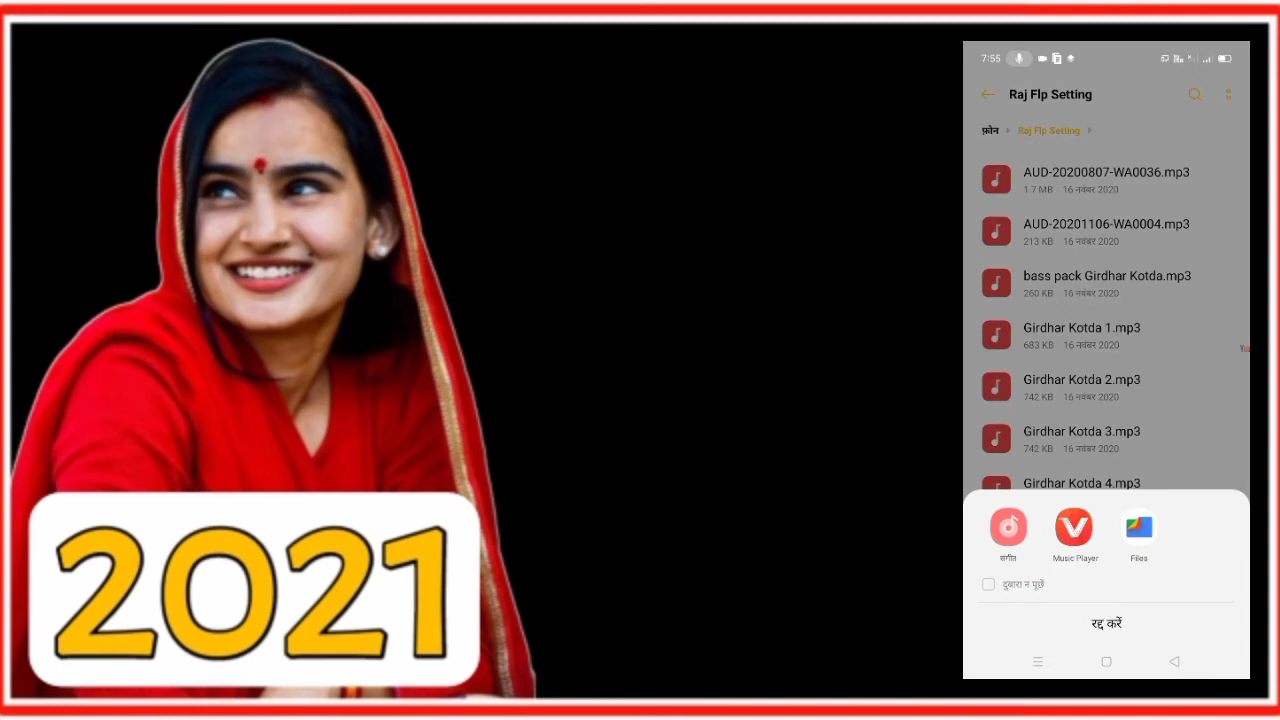 2021
7:55
Raj Flp Setting
फ़ोन Raj Flp Setting
AUD-20200807-WA0036.mp3
1.7 MB 16 नवंबर 2020
AUD-20201106-WA0004.mp3
213 KB 16 नवंबर 2020
bass pack Girdhar Kotda.mp3
260 KB 16 नवंबर 2020
Girdhar Kotda 1.mp3
683 KB 16 नवंबर 2020
Girdhar Kotda 2.mp3
742 KB 16 नवंबर 2020
Girdhar Kotda 3.mp3
742 KB 16 नवंबर 2020
Girdhar Kotda 4.mp3
संगीत Music Player Files
दुबारा न पूछें
रद्द करें